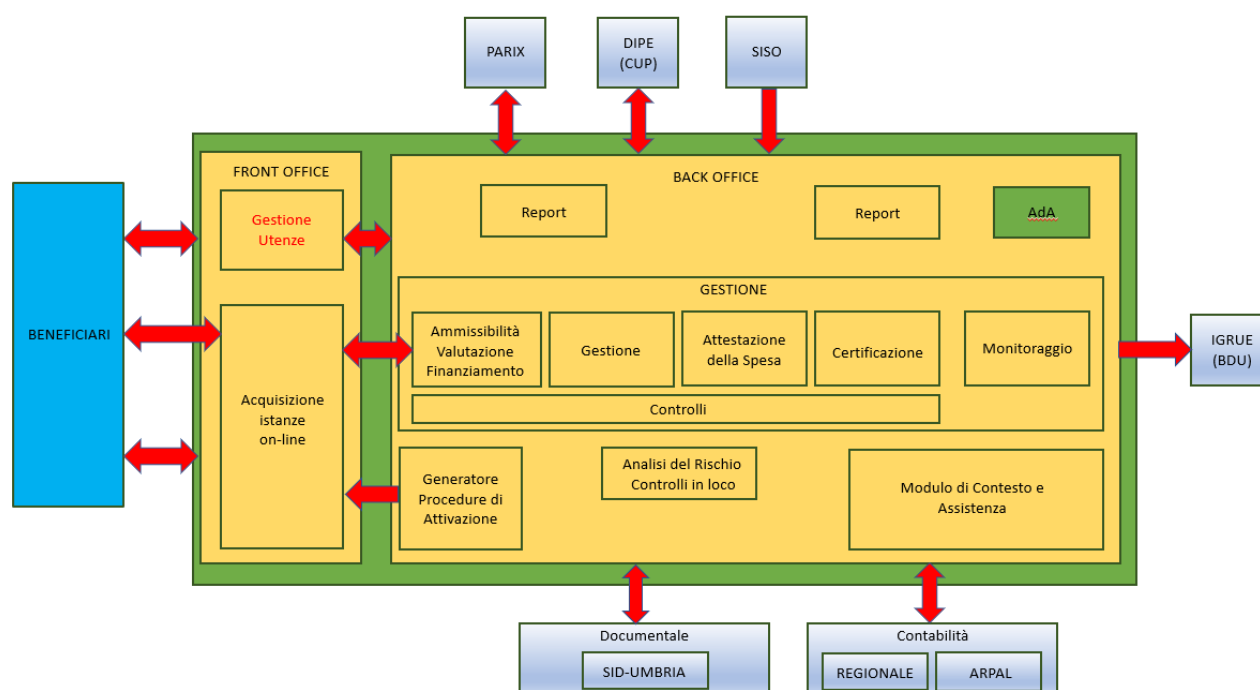 PARIX
DIPE
(CUP)
SISO
FRONT OFFICE
BACK OFFICE
Gestione
Utenze
Report
Report
AdA
BENEFICIARI
GESTIONE
Ammissibilità
Valutazione
Finanziamento
Gestione
Attestazione
della Spesa
Certificazione
Monitoraggio
IGRUE
(BDU)
Acquisizione
istanze
on-line
Controlli
Generatore
Procedure di
Attivazione
Analisi del Rischio
Controlli in loco
Modulo di Contesto e
Assistenza
Documentale
SID-UMBRIA
Contabilità
REGIONALE
ARPAL